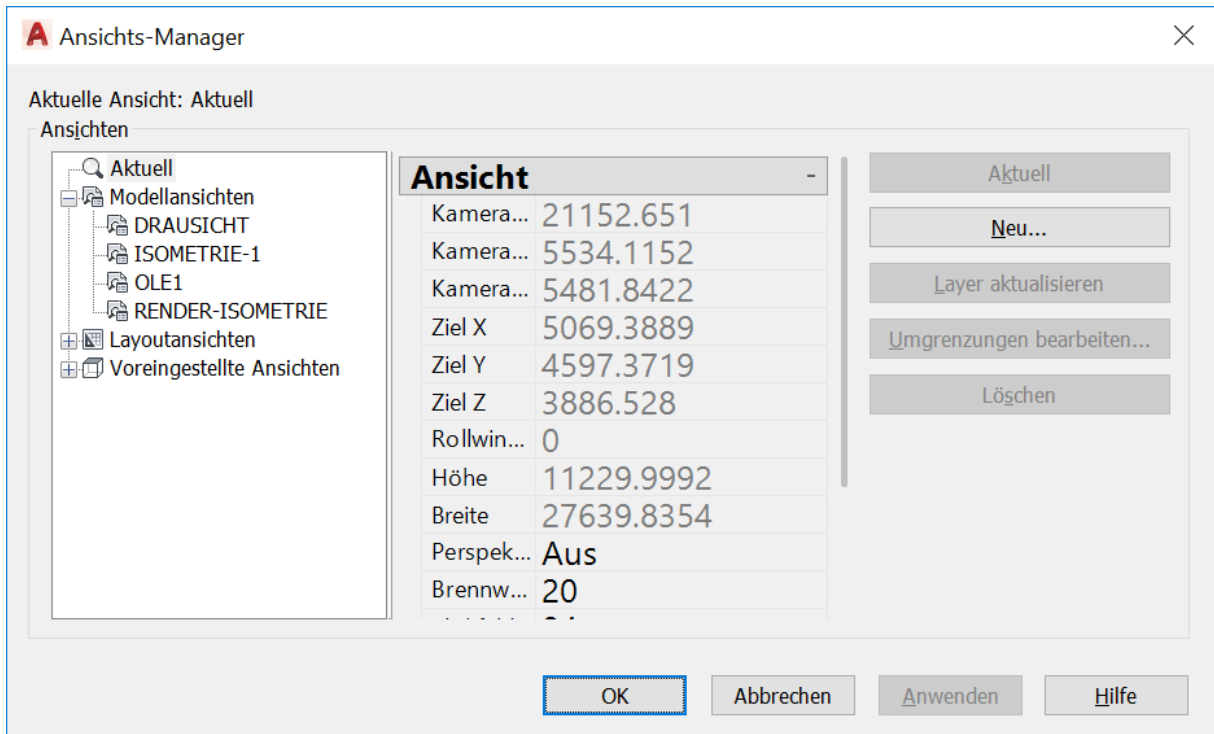 Ansichts-Manager
Aktuelle Ansicht: Aktuell
Ansichten
Aktuell
Modellansichten
DRAUSICHT
ISOMETRIE-1
OLE1
RENDER-ISOMETRIE
Layoutansichten
Voreingestellte Ansichten
Ansicht -
Kamera... 21152.651
Kamera... 5534.1152
Kamera... 5481.8422
Ziel X 5069.3889
Ziel Y 4597.3719
Ziel Z 3886.528
Rollwin... 0
Höhe 11229.9992
Breite 27639.8354
Perspek... Aus
Brennw... 20
Aktuell
Neu...
Layer aktualisieren
Umgrenzungen bearbeiten...
Löschen
OK Abbrechen Anwenden Hilfe